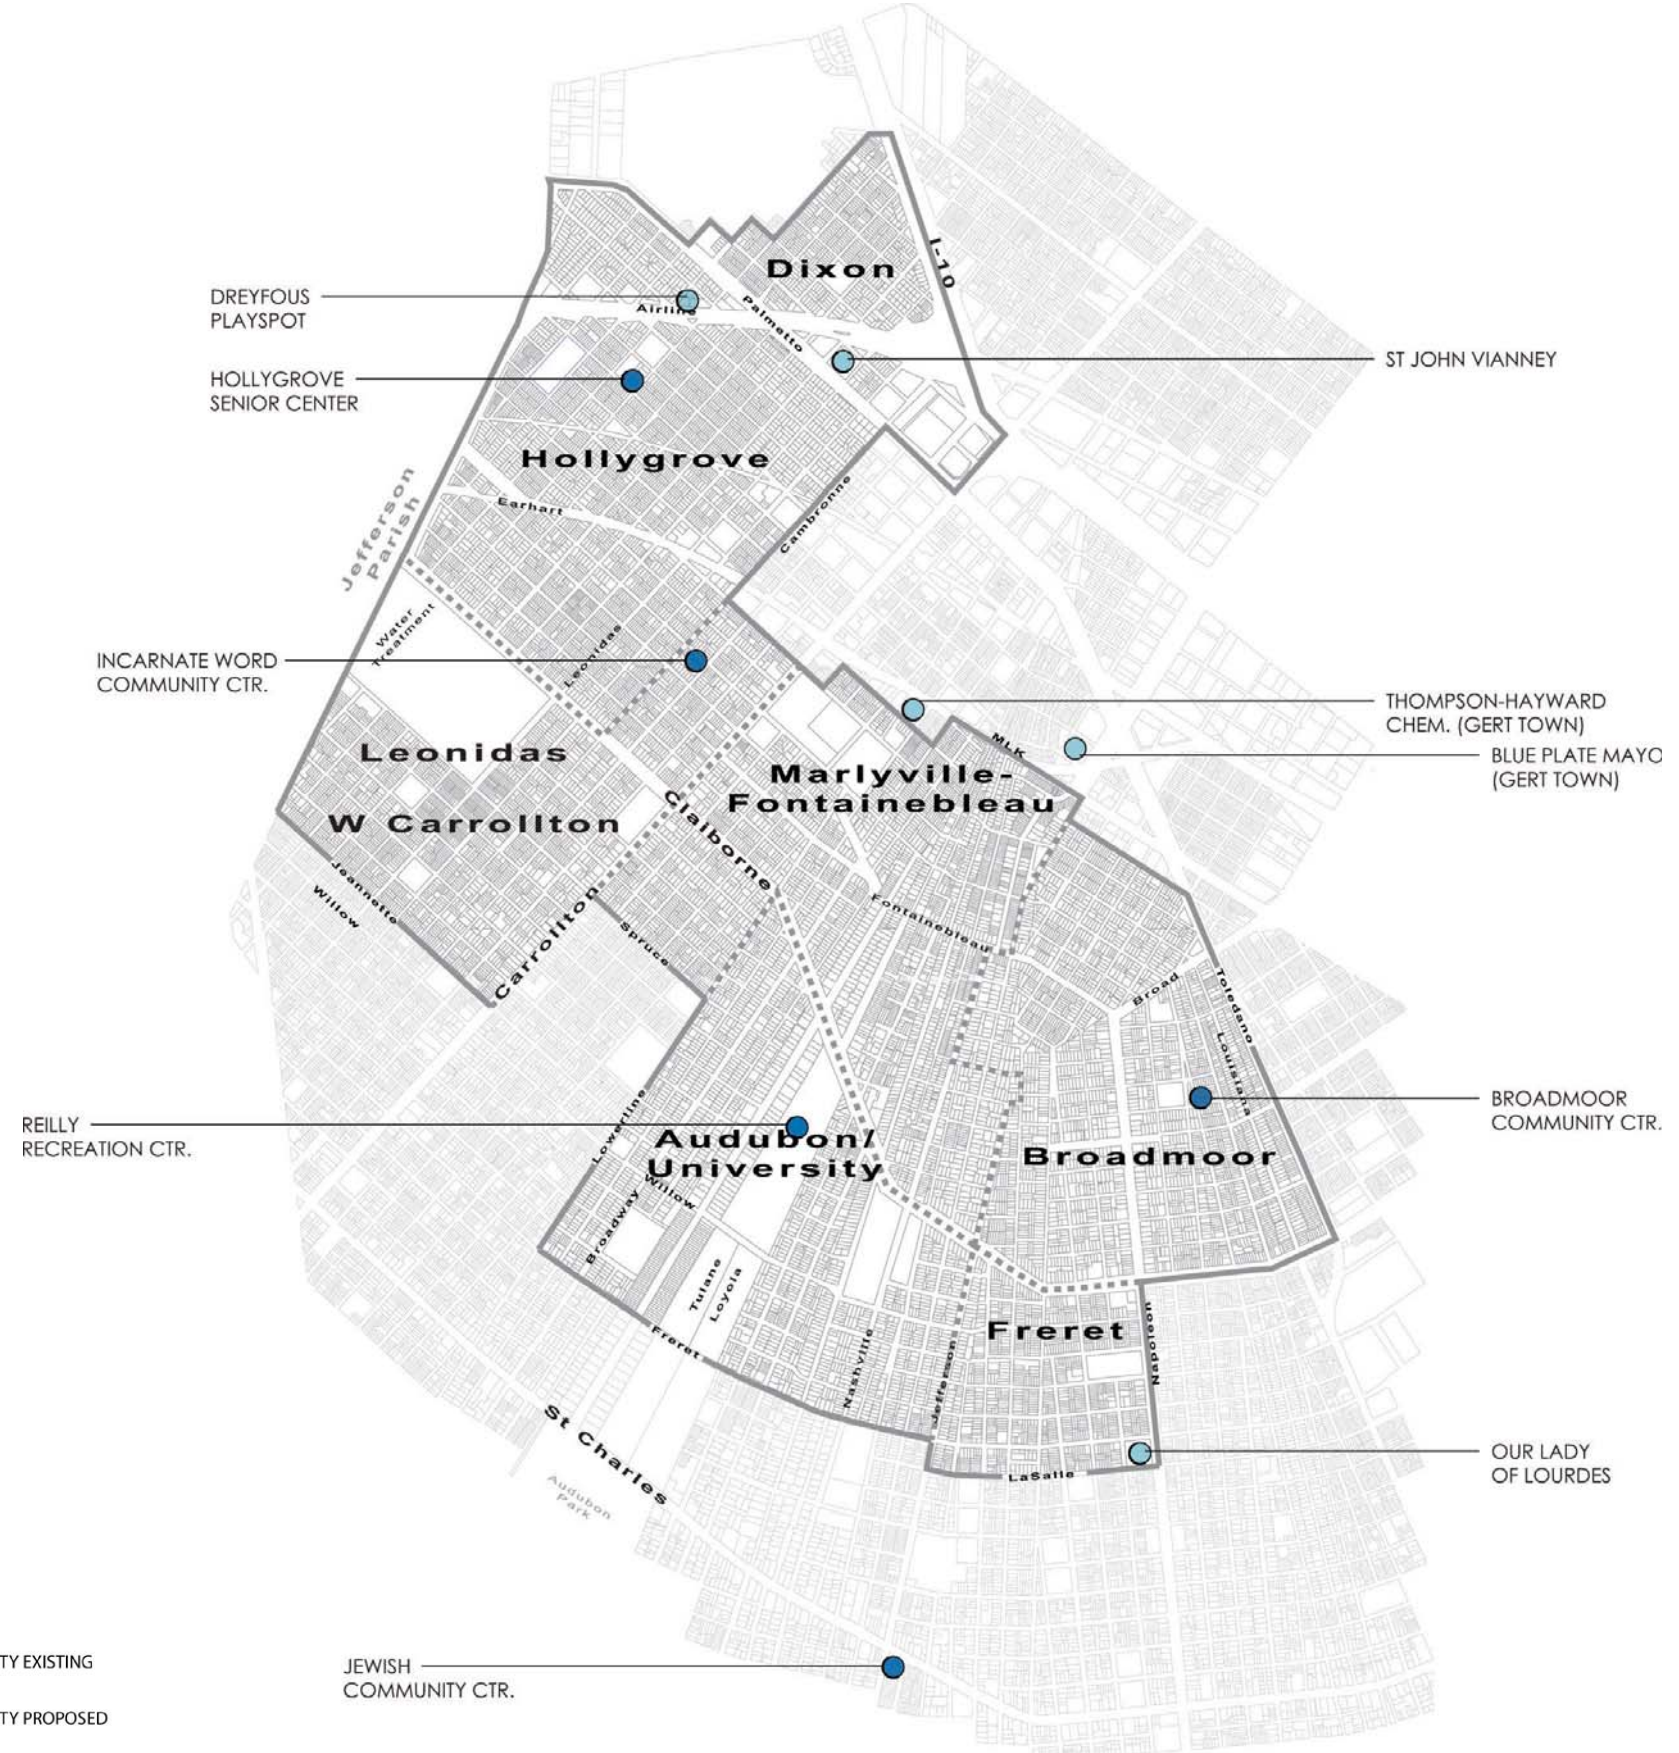 Dixon
I-10
DREYFOUS
PLAYSPOT
Airline
Palmetto
ST JOHN VIANNEY
HOLLYGROVE
SENIOR CENTER
Hollygrove
Earhart
Cambronne
Jefferson
Parish
Water
Treatment
Leonidas
INCARNATE WORD
COMMUNITY CTR.
THOMPSON-HAYWARD
CHEM. (GERT TOWN)
MLK
BLUE PLATE MAYO
(GERT TOWN)
Leonidas
W Carrollton
Marlyville-
Fontainebleau
Claiborne
Jeannette
Willow
Carrollton
Spruce
Fontainebleau
Broad
Toledano
Louisiana
BROADMOOR
COMMUNITY CTR.
REILLY
RECREATION CTR.
Lowerline
Audubon/
University
Broadmoor
Willow
Broadway
Tulane
Loyola
Freret
Nashville
Jefferson
Freret
Napoleon
St Charles
Audubon
Park
LaSalle
OUR LADY
OF LOURDES
TY EXISTING
JEWISH
COMMUNITY CTR.
TY PROPOSED